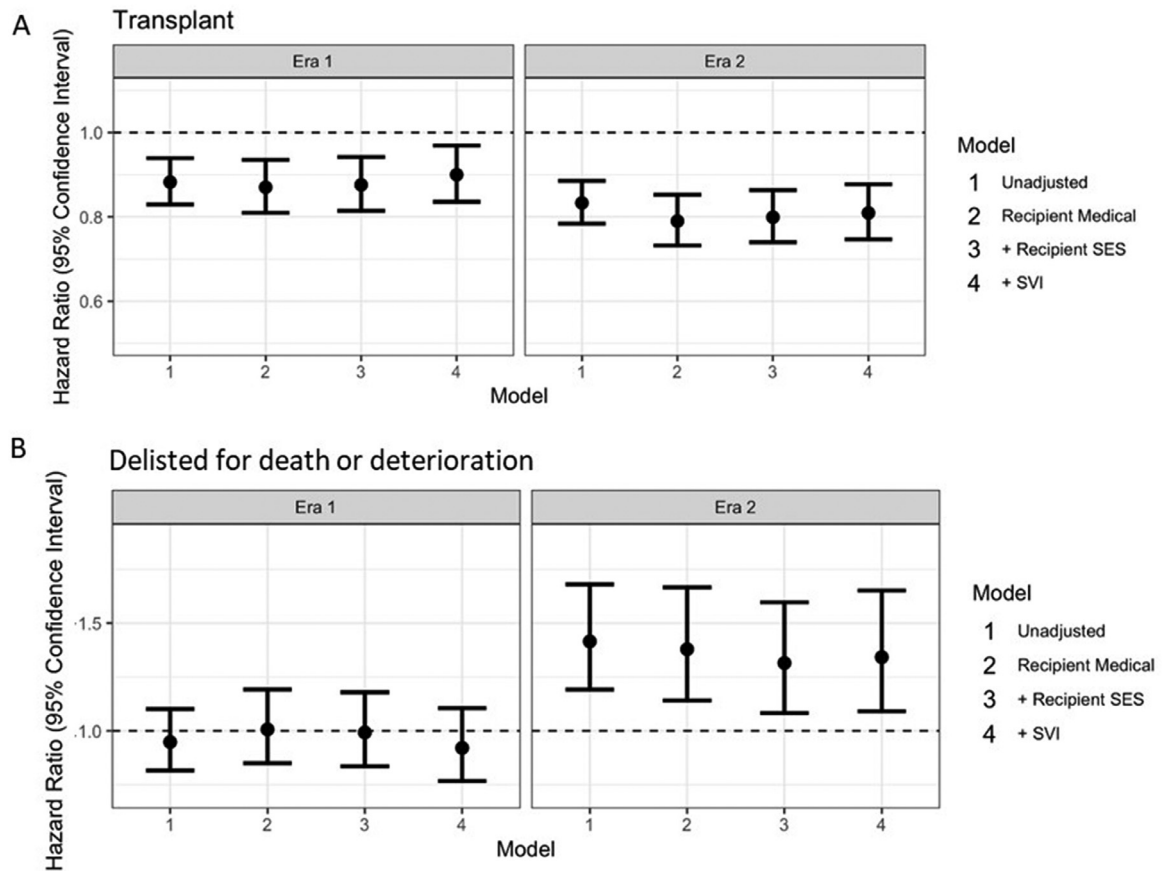 A
Transplant
Hazard Ratio (95% Confidence Interval)
Era 1
Era 2
1.0
0.8
0.6
1 2 3 4
1 2 3 4
Model
Model
1 Unadjusted
2 Recipient Medical
3 + Recipient SES
4 + SVI
B
Delisted for death or deterioration
Hazard Ratio (95% Confidence Interval)
Era 1
Era 2
1.5
1.0
1 2 3 4
1 2 3 4
Model
Model
1 Unadjusted
2 Recipient Medical
3 + Recipient SES
4 + SVI